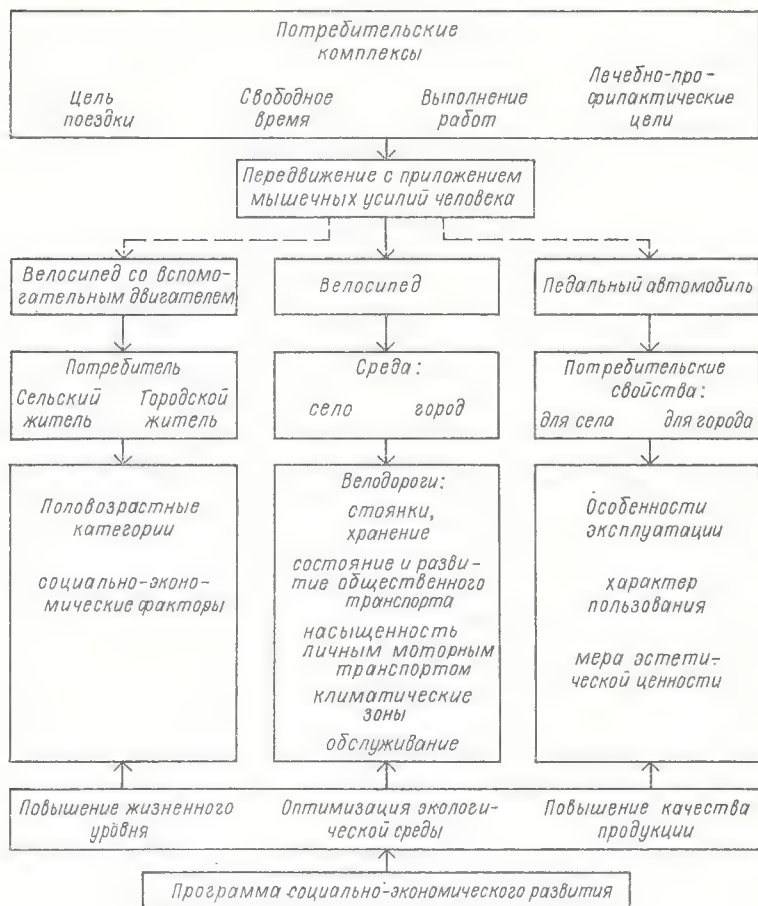 Потребительские
комплексы
Цель
поездки
Свободное
время
Выполнение
работ
Лечебно-про-
филактические
цели
Передвижение с приложением
мышечных усилий человека
Велосипед со вспомо-
гательным двигателем
Велосипед
Педальный автомобиль
Потребитель
Сельский
житель
Городской
житель
Среда:
село город
Потребительские
свойства:
для села для города
Половозрастные
категории
социально-эконо-
мические факторы
Велодороги:
стоянки,
хранение
состояние и разви-
тие общественного
транспорта
насыщенность
личным моторным
транспортом
климатические
зоны
обслуживание
Особенности
эксплуатации
характер
пользования
мера эстети-
ческой ценности
Повышение жизненного
уровня
Оптимизация экологи-
ческой среды
Повышение качества
продукции
Программа социально-экономического развития